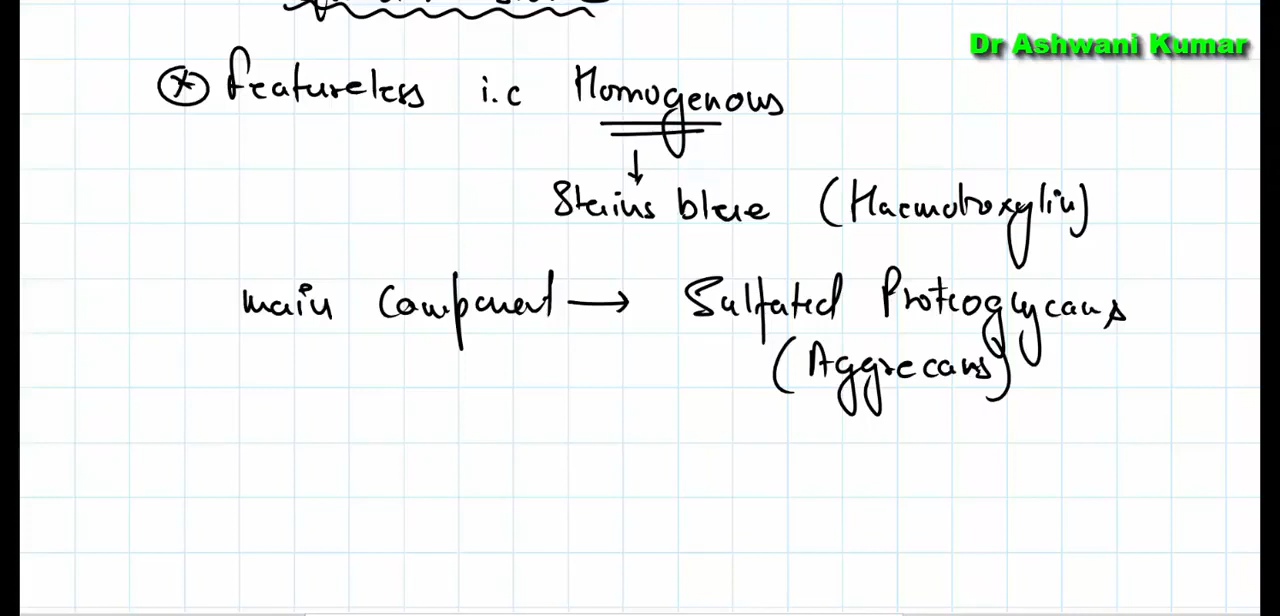 Dr Ashwani Kumar
* featureless i.e Homogenous
↓
Stains blue (Haematoxylin)
main component → Sulfated Proteoglycans
(Aggrecans)